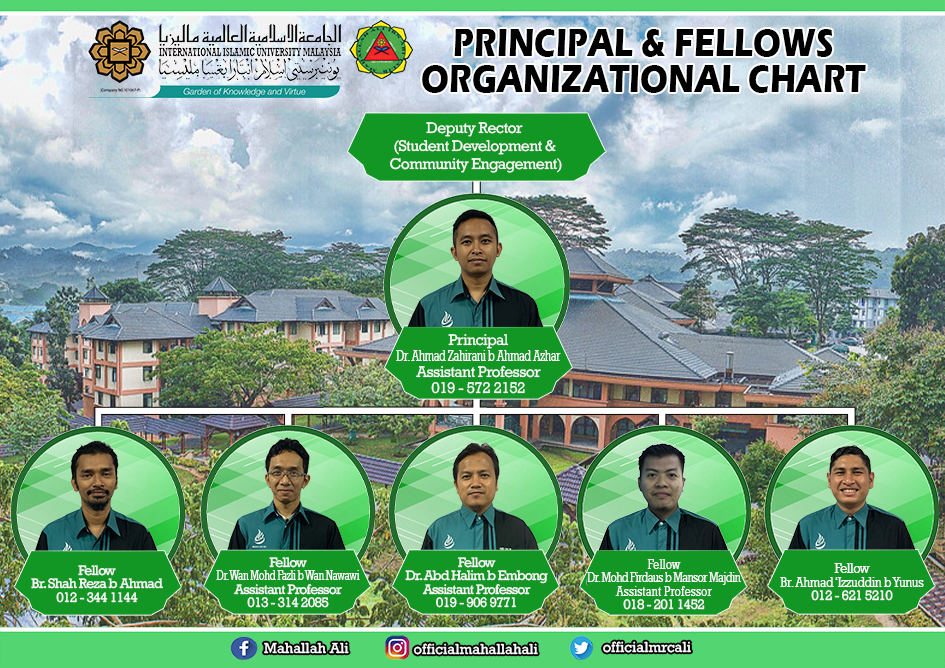 الجامعة الإسلامية العالمية ماليزيا
INTERNATIONAL ISLAMIC UNIVERSITY MALAYSIA
يونيورسيتي اسلام انتارابغسا مليسيا
Garden of Knowledge and Virtue
PRINCIPAL & FELLOWS
ORGANIZATIONAL CHART
Deputy Rector
(Student Development &
Community Engagement)
Principal
Dr. Ahmad Zahirani b Ahmad Azhar
Assistant Professor
019 - 572 2152
Fellow
Br. Shah Reza b Ahmad
012 - 344 1144
Fellow
Dr. Wan Mohd Fazli b Wan Nawawi
Assistant Professor
013 - 314 2085
Fellow
Dr. Abd Halim b Embong
Assistant Professor
019 - 906 9771
Fellow
Dr. Mohd Firdaus b Mansor Majdin
Assistant Professor
018 - 201 1452
Fellow
Br. Ahmad ‘Izzuddin b Yunus
012 - 621 5210
Mahallah Ali
officialmahallahali
officialmrcali